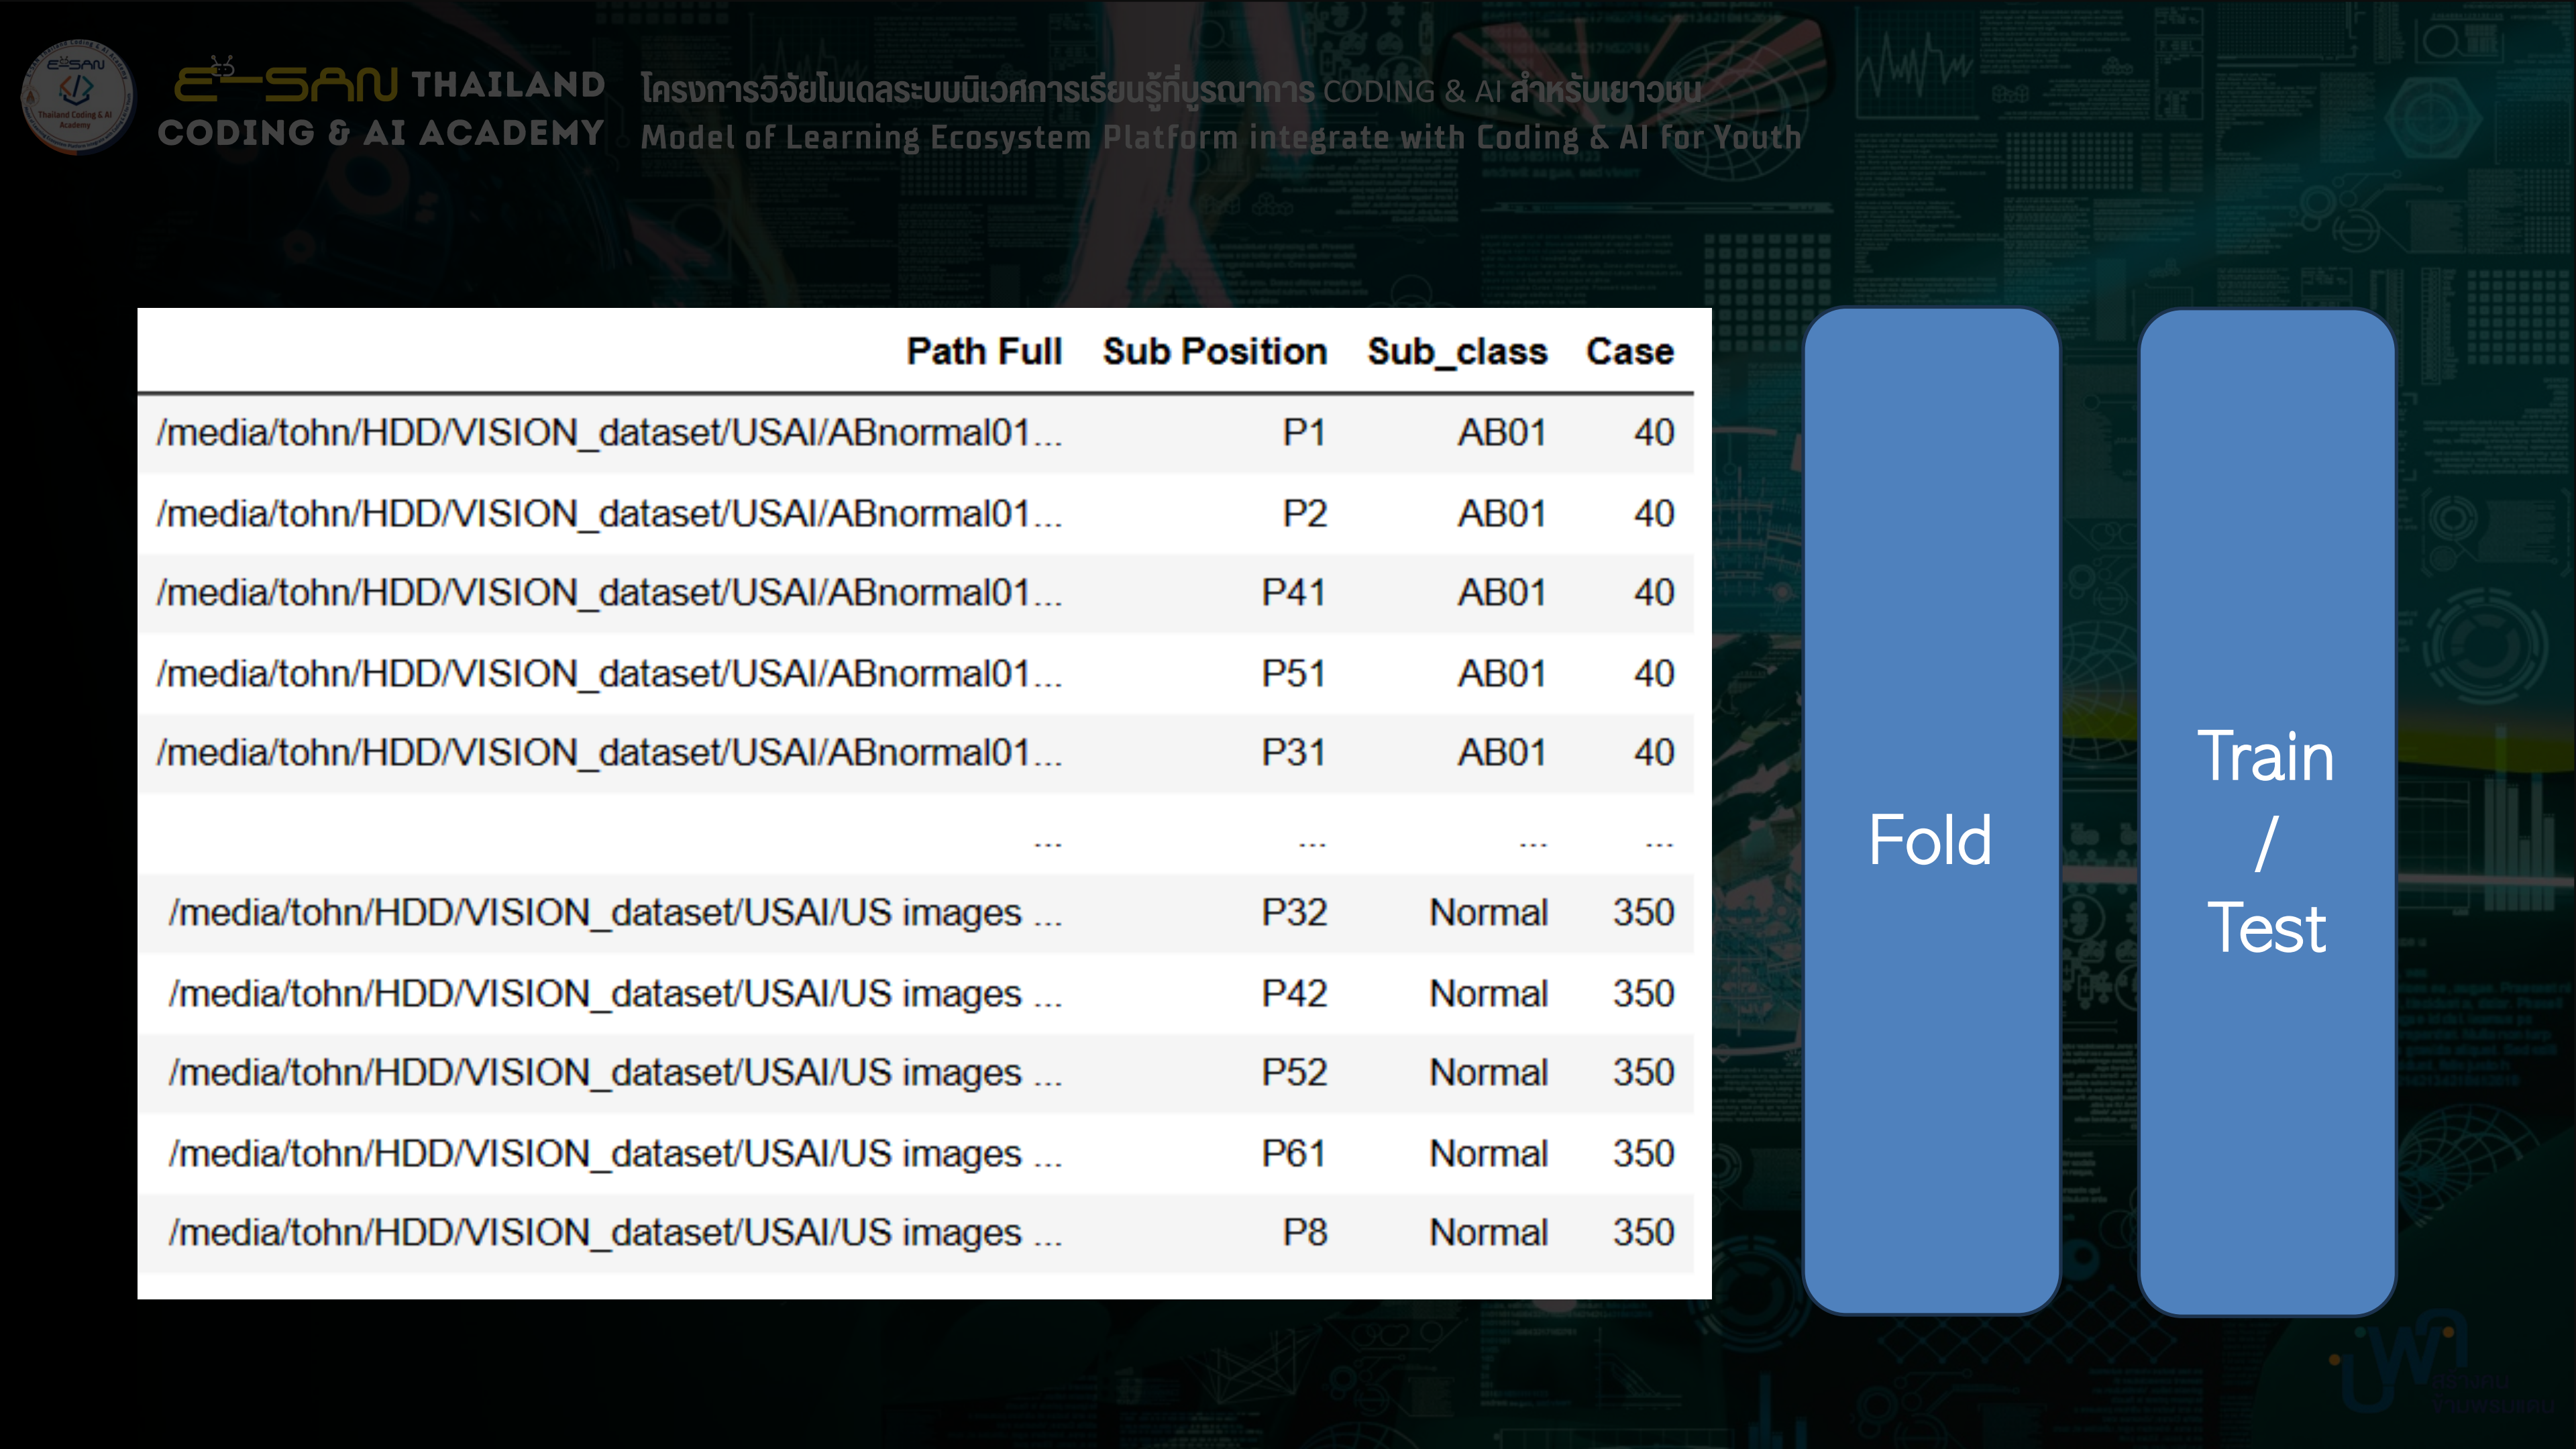 E-SAN THAILAND
CODING & AI ACADEMY
โครงการวิจัยโมเดลระบบนิเวศการเรียนรู้ที่บูรณาการ CODING & AI สำหรับเยาวชน
Model of Learning Ecosystem Platform integrate with Coding & AI for Youth
E-SAN
Thailand Coding & AI
Academy
Path Full Sub Position Sub_class Case
/media/tohn/HDD/VISION_dataset/USAI/ABnormal01... P1 AB01 40
/media/tohn/HDD/VISION_dataset/USAI/ABnormal01... P2 AB01 40
/media/tohn/HDD/VISION_dataset/USAI/ABnormal01... P41 AB01 40
/media/tohn/HDD/VISION_dataset/USAI/ABnormal01... P51 AB01 40
/media/tohn/HDD/VISION_dataset/USAI/ABnormal01... P31 AB01 40
... ... ... ...
/media/tohn/HDD/VISION_dataset/USAI/US images ... P32 Normal 350
/media/tohn/HDD/VISION_dataset/USAI/US images ... P42 Normal 350
/media/tohn/HDD/VISION_dataset/USAI/US images ... P52 Normal 350
/media/tohn/HDD/VISION_dataset/USAI/US images ... P61 Normal 350
/media/tohn/HDD/VISION_dataset/USAI/US images ... P8 Normal 350
Fold
Train
/
Test